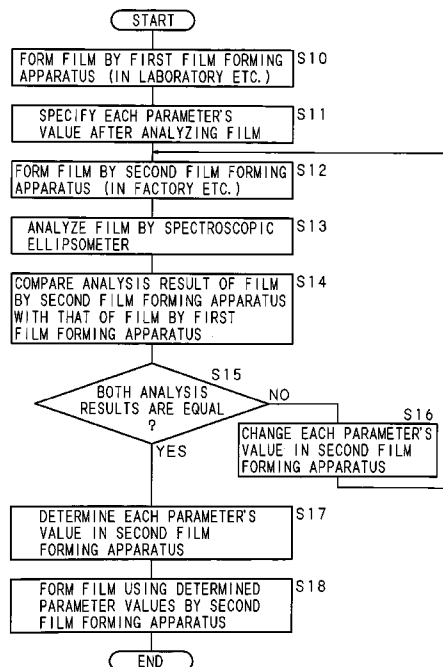 START
FORM FILM BY FIRST FILM FORMING
APPARATUS (IN LABORATORY ETC.)
S10
SPECIFY EACH PARAMETER'S
VALUE AFTER ANALYZING FILM
S11
FORM FILM BY SECOND FILM FORMING
APPARATUS (IN FACTORY ETC.)
S12
ANALYZE FILM BY SPECTROSCOPIC
ELLIPSOMETER
S13
COMPARE ANALYSIS RESULT OF FILM
BY SECOND FILM FORMING APPARATUS
WITH THAT OF FILM BY FIRST
FILM FORMING APPARATUS
S14
S15
BOTH ANALYSIS
RESULTS ARE EQUAL
?
NO
YES
S16
CHANGE EACH PARAMETER'S
VALUE IN SECOND FILM
FORMING APPARATUS
DETERMINE EACH PARAMETER'S
VALUE IN SECOND FILM
FORMING APPARATUS
S17
FORM FILM USING DETERMINED
PARAMETER VALUES BY SECOND
FILM FORMING APPARATUS
S18
END